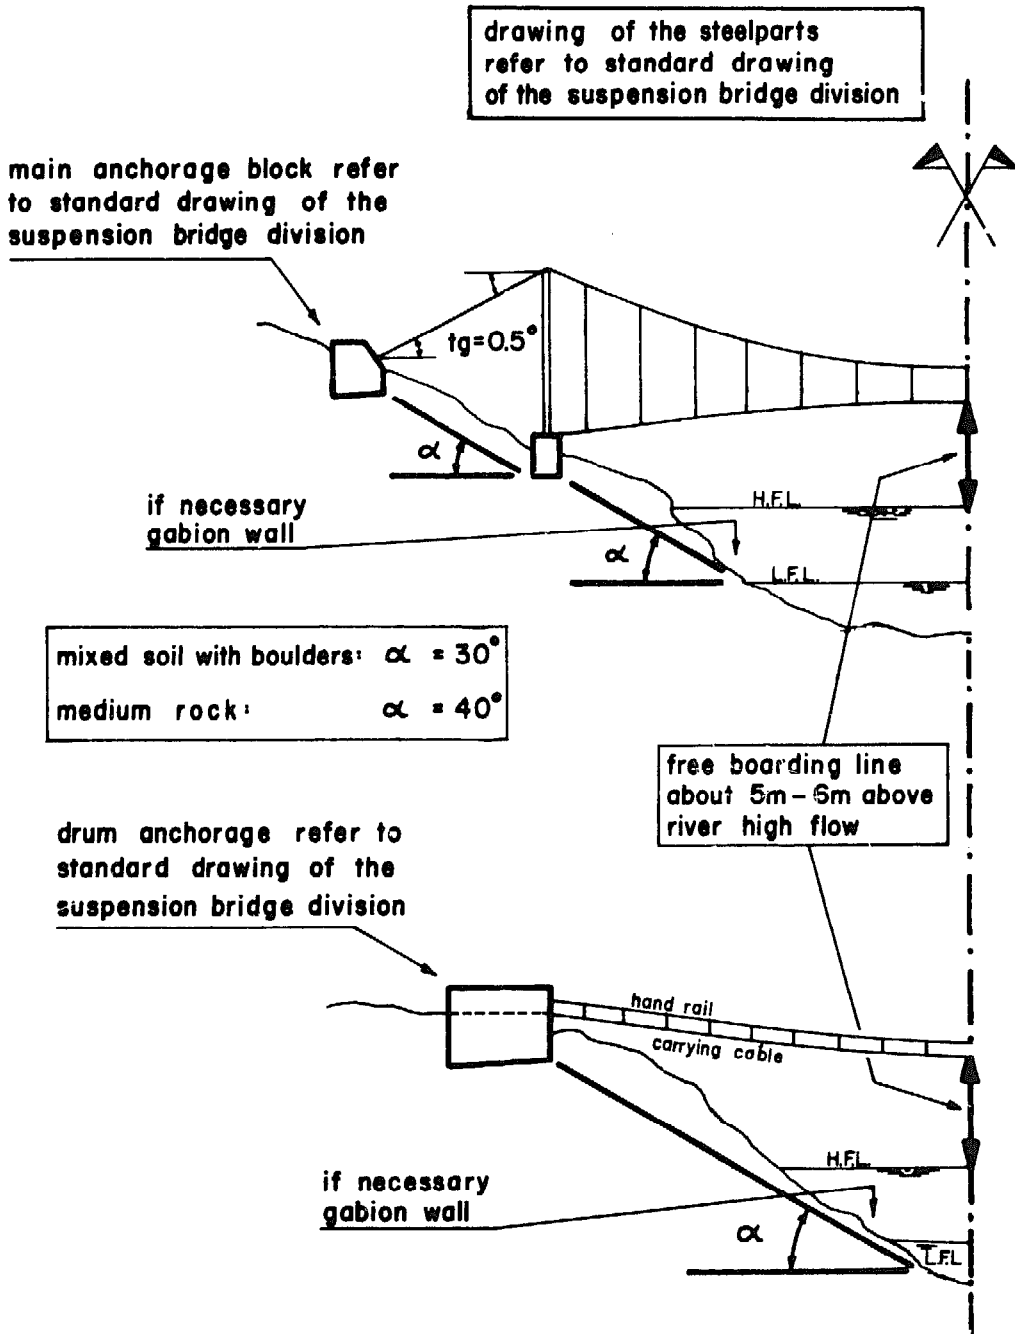 drawing of the steelparts
refer to standard drawing
of the suspension bridge division
main anchorage block refer
to standard drawing of the
suspension bridge division
tg=0.5°
α
if necessary
gabion wall
H.F.L.
α
L.F.L.
mixed soil with boulders: α = 30°
medium rock: α = 40°
free boarding line
about 5m - 6m above
river high flow
drum anchorage refer to
standard drawing of the
suspension bridge division
hand rail
carrying cable
H.F.L.
if necessary
gabion wall
α
L.F.L